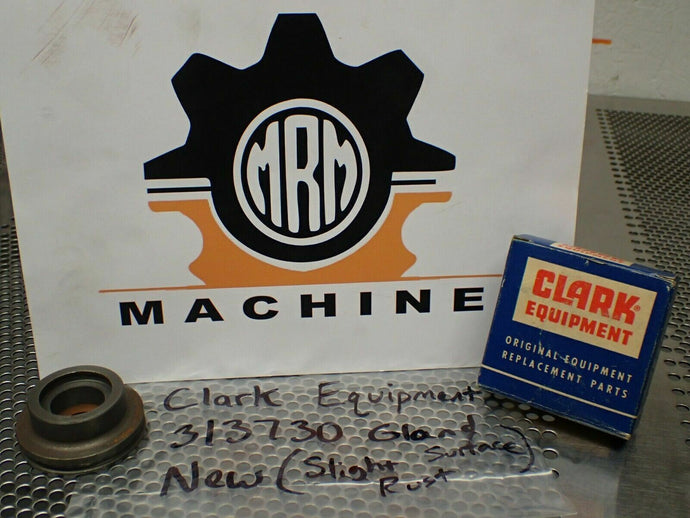 MRM
MACHINE
CLARK®
EQUIPMENT
ORIGINAL EQUIPMENT
REPLACEMENT PARTS
Clark Equipment
313730 Gland
New (Slight Surface
Rust)